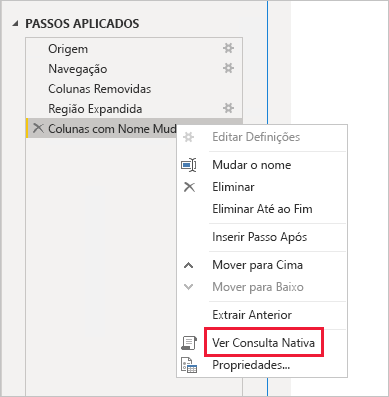 PASSOS APLICADOS
Origem
Navegação
Colunas Removidas
Região Expandida
Colunas com Nome Mud
Editar Definições
Mudar o nome
Eliminar
Eliminar Até ao Fim
Inserir Passo Após
Mover para Cima
Mover para Baixo
Extrair Anterior
Ver Consulta Nativa
Propriedades...